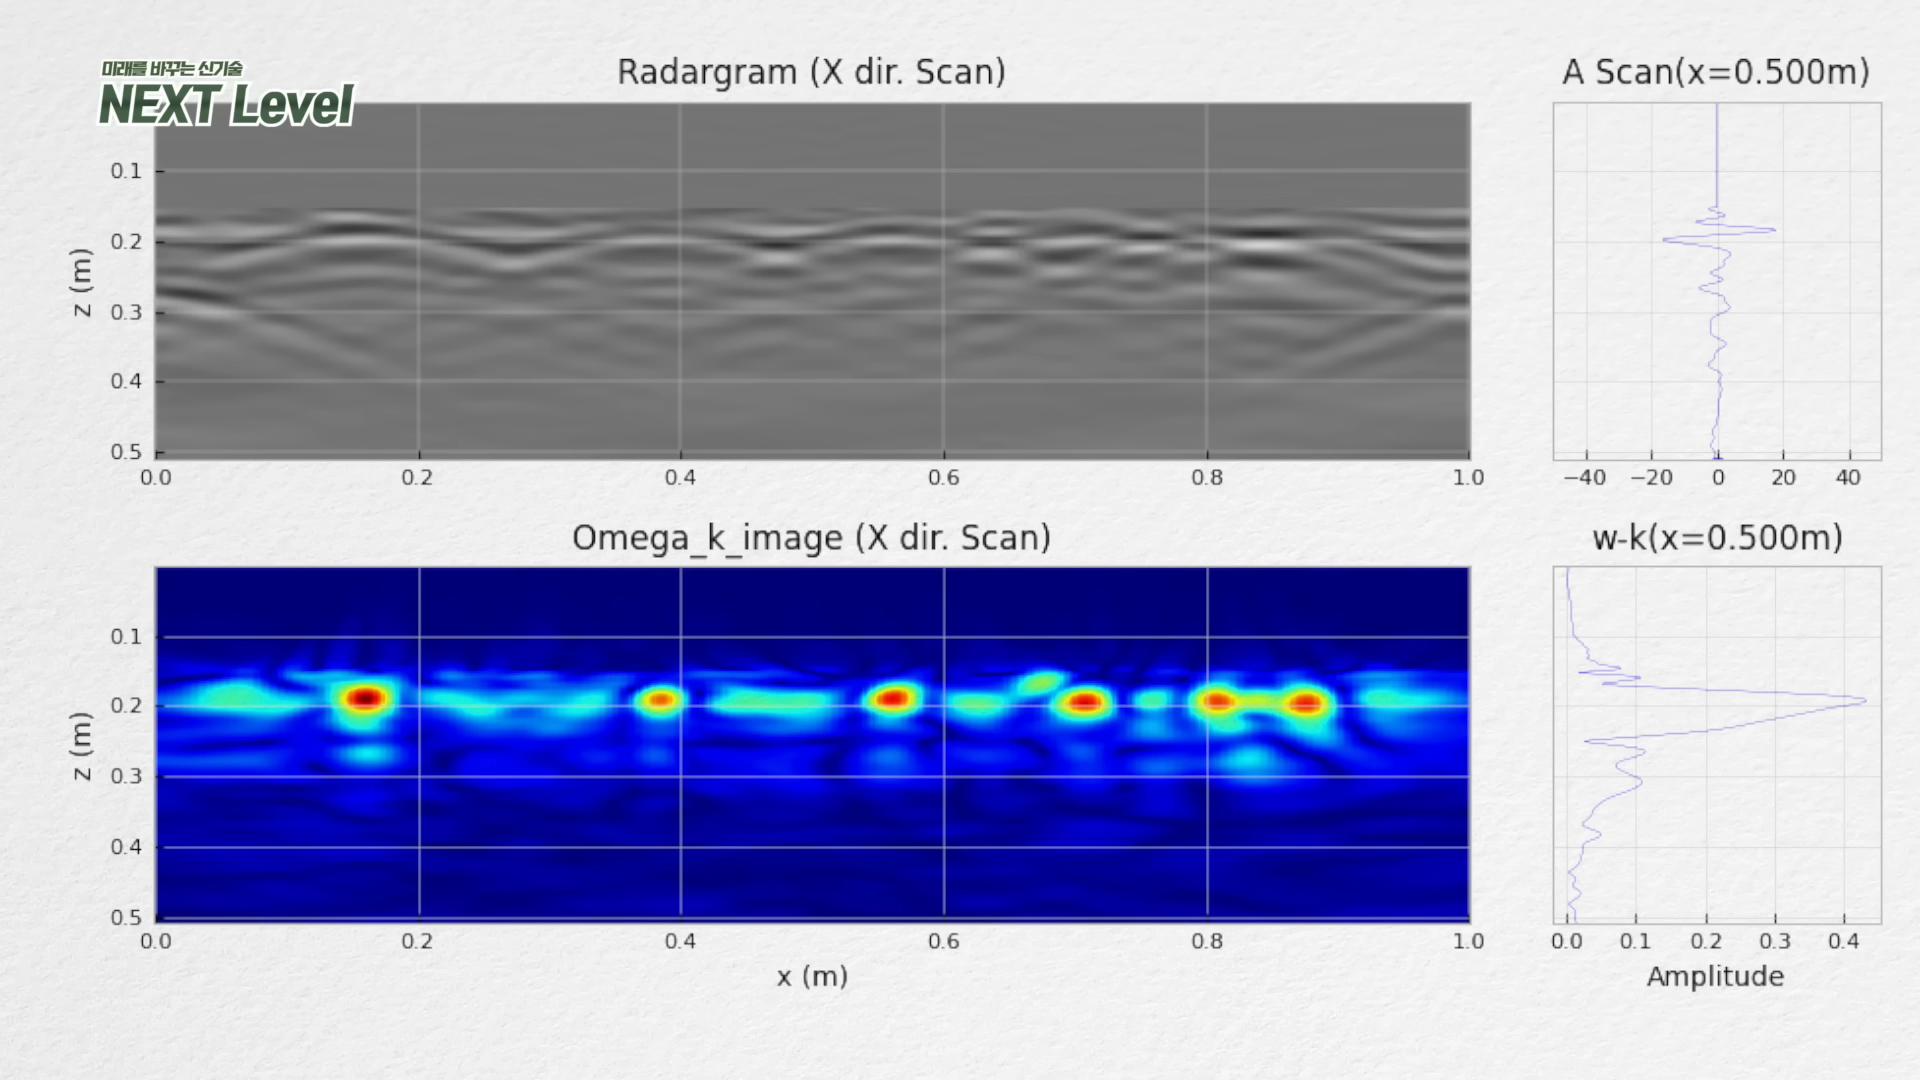 미래를 바꾸는 신기술
NEXT Level
Radargram (X dir. Scan)
z (m)
0.1
0.2
0.3
0.4
0.5
0.0 0.2 0.4 0.6 0.8 1.0
A Scan(x=0.500m)
−40 −20 0 20 40
Omega_k_image (X dir. Scan)
z (m)
0.1
0.2
0.3
0.4
0.5
0.0 0.2 0.4 0.6 0.8 1.0
x (m)
w-k(x=0.500m)
0.0 0.1 0.2 0.3 0.4
Amplitude